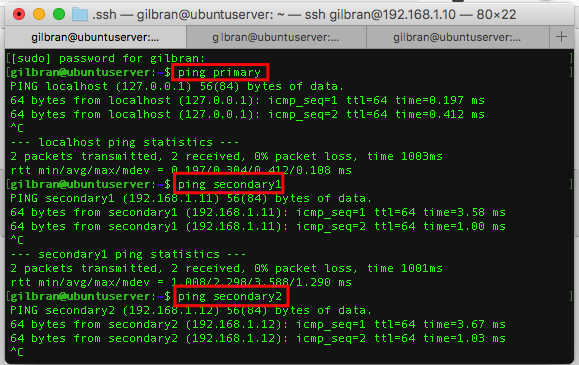 .ssh — gilbran@ubuntuserver: ~ — ssh gilbran@192.168.1.10 — 80×22
gilbran@ubuntuserver:... gilbran@ubuntuserver:... gilbran@ubuntuserver:... +
[[sudo] password for gilbran: ]
[gilbran@ubuntuserver:~$ ping primary ]
PING localhost (127.0.0.1) 56(84) bytes of data.
64 bytes from localhost (127.0.0.1): icmp_seq=1 ttl=64 time=0.197 ms
64 bytes from localhost (127.0.0.1): icmp_seq=2 ttl=64 time=0.412 ms
^C
--- localhost ping statistics ---
2 packets transmitted, 2 received, 0% packet loss, time 1003ms
rtt min/avg/max/mdev = 0.197/0.304/0.412/0.108 ms
[gilbran@ubuntuserver:~$ ping secondary1 ]
PING secondary1 (192.168.1.11) 56(84) bytes of data.
64 bytes from secondary1 (192.168.1.11): icmp_seq=1 ttl=64 time=3.58 ms
64 bytes from secondary1 (192.168.1.11): icmp_seq=2 ttl=64 time=1.00 ms
^C
--- secondary1 ping statistics ---
2 packets transmitted, 2 received, 0% packet loss, time 1001ms
rtt min/avg/max/mdev = 1.008/2.298/3.588/1.290 ms
[gilbran@ubuntuserver:~$ ping secondary2 ]
PING secondary2 (192.168.1.12) 56(84) bytes of data.
64 bytes from secondary2 (192.168.1.12): icmp_seq=1 ttl=64 time=3.67 ms
64 bytes from secondary2 (192.168.1.12): icmp_seq=2 ttl=64 time=1.03 ms
^C